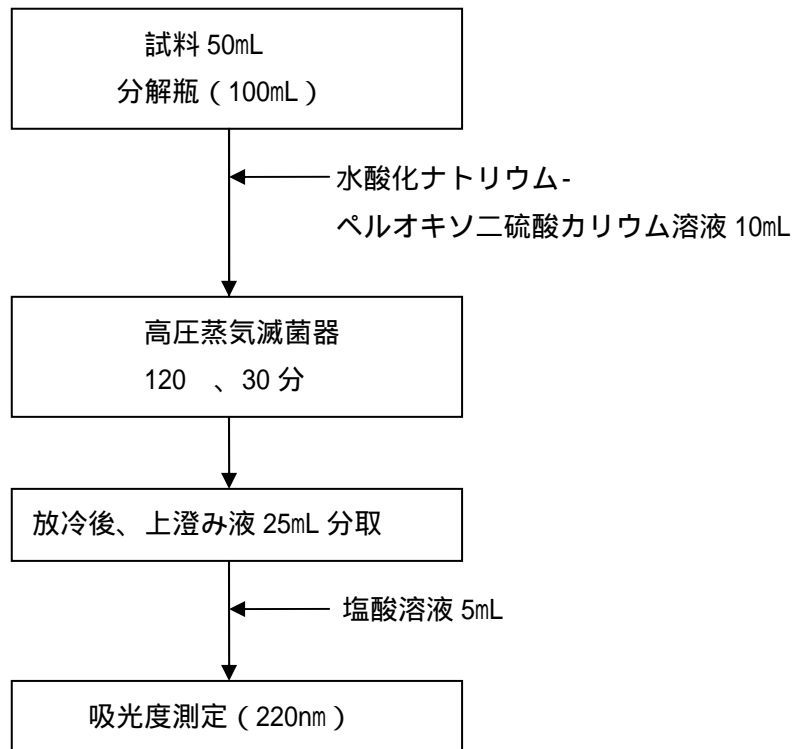 試料 50㎖
分解瓶（100㎖）
水酸化ナトリウム-
ペルオキソ二硫酸カリウム溶液 10㎖
高圧蒸気滅菌器
120　、30 分
放冷後、上澄み液 25㎖ 分取
塩酸溶液 5㎖
吸光度測定（220㎚）